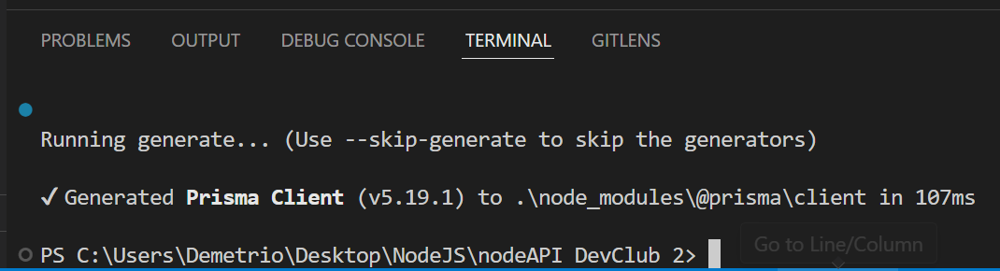 PROBLEMS OUTPUT DEBUG CONSOLE TERMINAL GITLENS
Running generate... (Use --skip-generate to skip the generators)
✓ Generated Prisma Client (v5.19.1) to .\node_modules\@prisma\client in 107ms
PS C:\Users\Demetrio\Desktop\NodeJS\nodeAPI DevClub 2>
Go to Line/Column